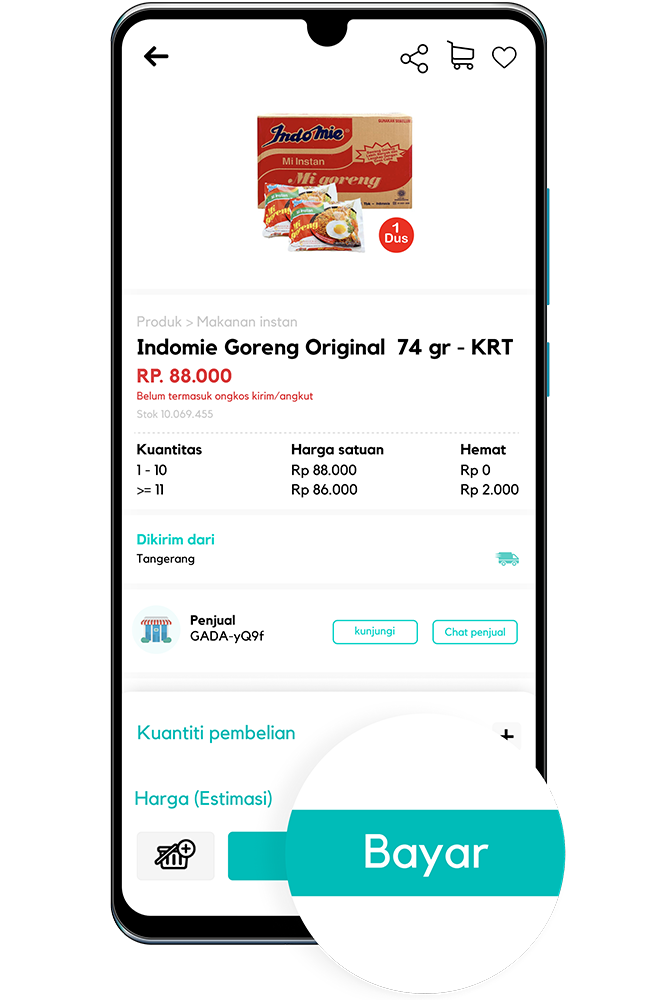 Indomie
Mi Instan
Mi goreng
1
Dus
Produk > Makanan instan
Indomie Goreng Original 74 gr - KRT
RP. 88.000
Belum termasuk ongkos kirim/angkut
Stok 10.069.455
Kuantitas Harga satuan Hemat
1 - 10 Rp 88.000 Rp 0
>= 11 Rp 86.000 Rp 2.000
Dikirim dari
Tangerang
Penjual
GADA-yQ9f
kunjungi
Chat penjual
Kuantiti pembelian
Harga (Estimasi)
Bayar